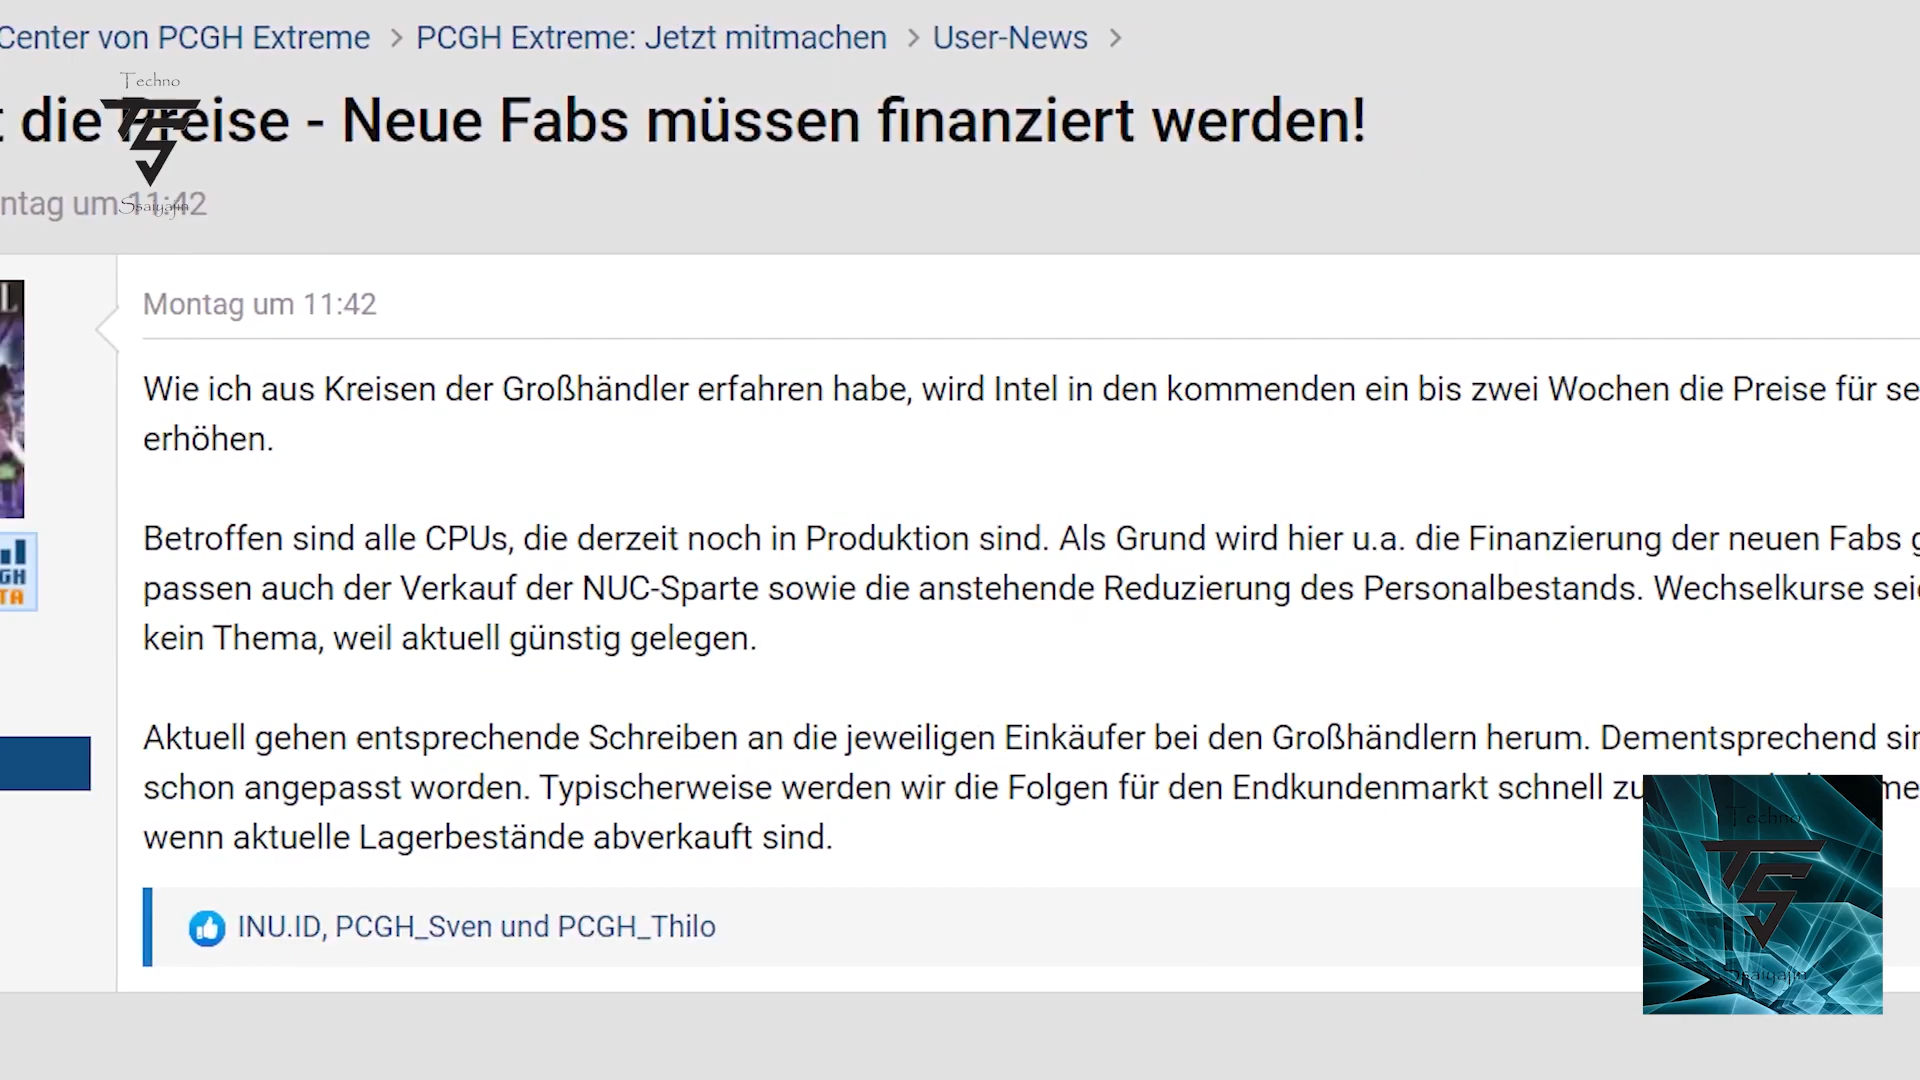 Center von PCGH Extreme > PCGH Extreme: Jetzt mitmachen > User-News >
Techno
die Preise - Neue Fabs müssen finanziert werden!
um 11:42
Ssaiyajin
Montag um 11:42
Wie ich aus Kreisen der Großhändler erfahren habe, wird Intel in den kommenden ein bis zwei Wochen die Preise für
erhöhen.
Betroffen sind alle CPUs, die derzeit noch in Produktion sind. Als Grund wird hier u.a. die Finanzierung der neuen Fabs
passen auch der Verkauf der NUC-Sparte sowie die anstehende Reduzierung des Personalbestands. Wechselkurse
kein Thema, weil aktuell günstig gelegen.
Aktuell gehen entsprechende Schreiben an die jeweiligen Einkäufer bei den Großhändlern herum. Dementsprechend
schon angepasst worden. Typischerweise werden wir die Folgen für den Endkundenmarkt schnell
wenn aktuelle Lagerbestände abverkauft sind.
INU.ID, PCGH_Sven und PCGH_Thilo
Techno
Ssaiyajin